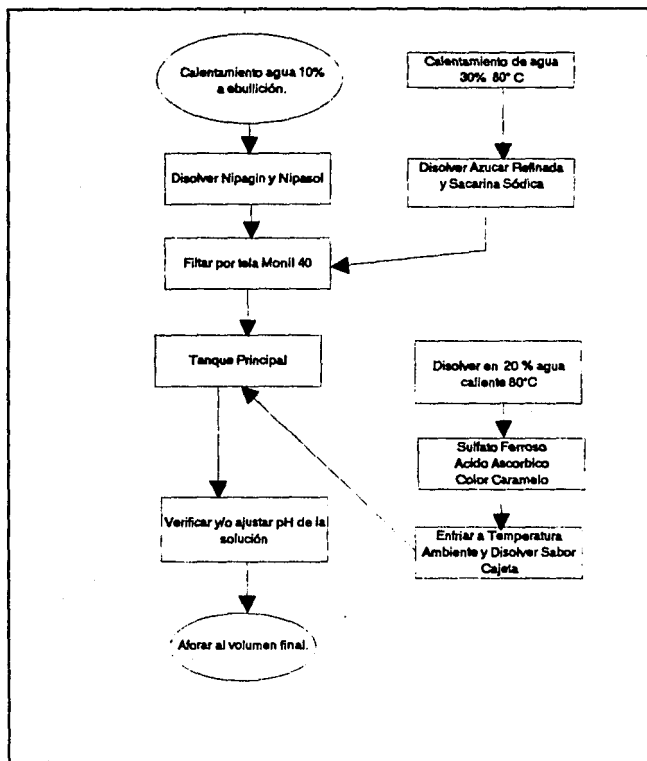 Calentamiento agua 10%
a ebullición.
Disolver Nipagin y Nipasol
Filtar por tela Monil 40
Tanque Principal
Verificar y/o ajustar pH de la
solución
Aforar al volumen final.
Calentamiento de agua
30% 80° C
Disolver Azucar Refinada
y Sacarina Sódica
Disolver en 20 % agua
caliente 80°C
Sulfato Ferroso
Acido Ascorbico
Color Caramelo
Enfriar a Temperatura
Ambiente y Disolver Sabor
Cajeta